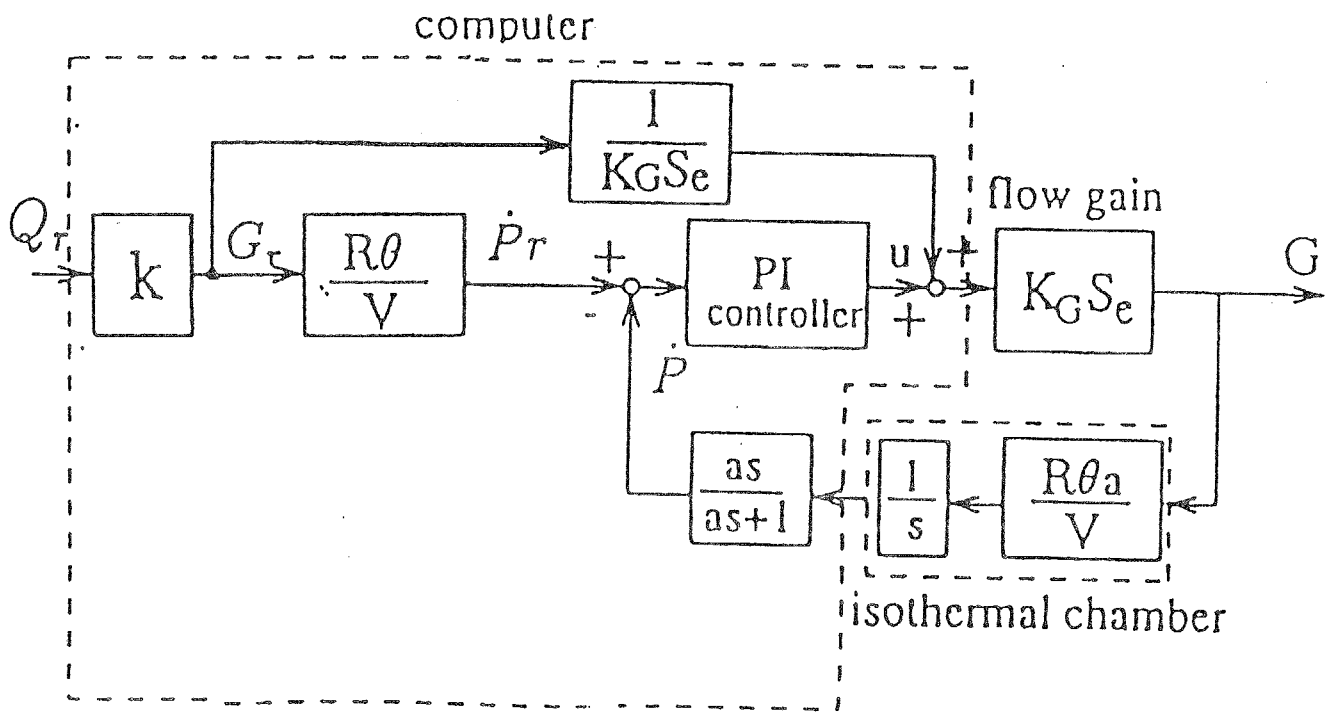 computer
1
KGSe
flow gain
Qr
k
Gr
Rθ
V
Ṗr
+
-
PI
controller
u
+
+
KGSe
G
Ṗ
as
as+1
1
s
Rθa
V
isothermal chamber